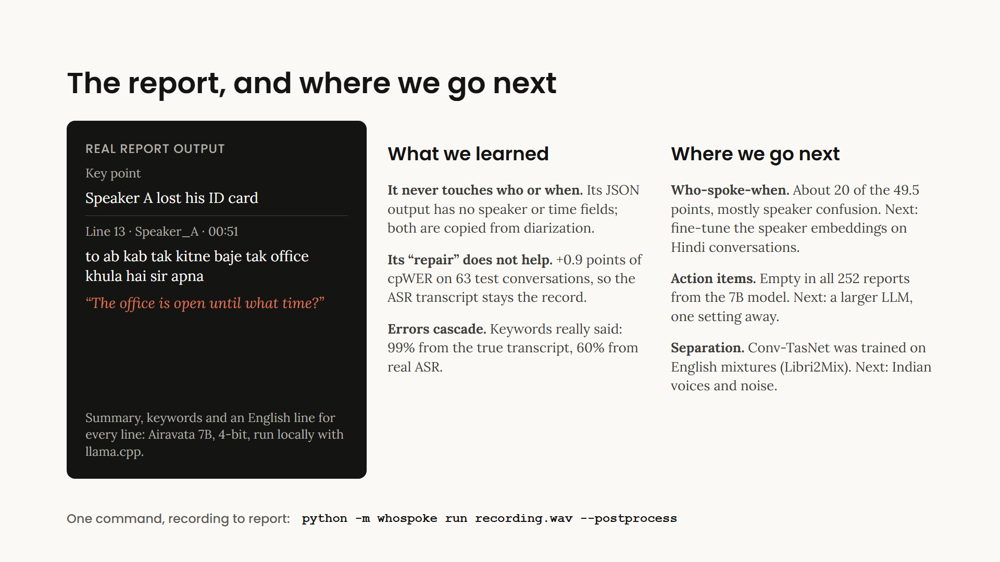 The report, and where we go next
REAL REPORT OUTPUT
Key point
Speaker A lost his ID card
Line 13 · Speaker_A · 00:51
to ab kab tak kitne baje tak office
khula hai sir apna
“The office is open until what time?”
Summary, keywords and an English line for
every line: Airavata 7B, 4-bit, run locally with
llama.cpp.
What we learned
It never touches who or when. Its JSON
output has no speaker or time fields;
both are copied from diarization.
Its “repair” does not help. +0.9 points of
cpWER on 63 test conversations, so the
ASR transcript stays the record.
Errors cascade. Keywords really said:
99% from the true transcript, 60% from
real ASR.
Where we go next
Who-spoke-when. About 20 of the 49.5
points, mostly speaker confusion. Next:
fine-tune the speaker embeddings on
Hindi conversations.
Action items. Empty in all 252 reports
from the 7B model. Next: a larger LLM,
one setting away.
Separation. Conv-TasNet was trained on
English mixtures (Libri2Mix). Next: Indian
voices and noise.
One command, recording to report: python -m whospoke run recording.wav --postprocess